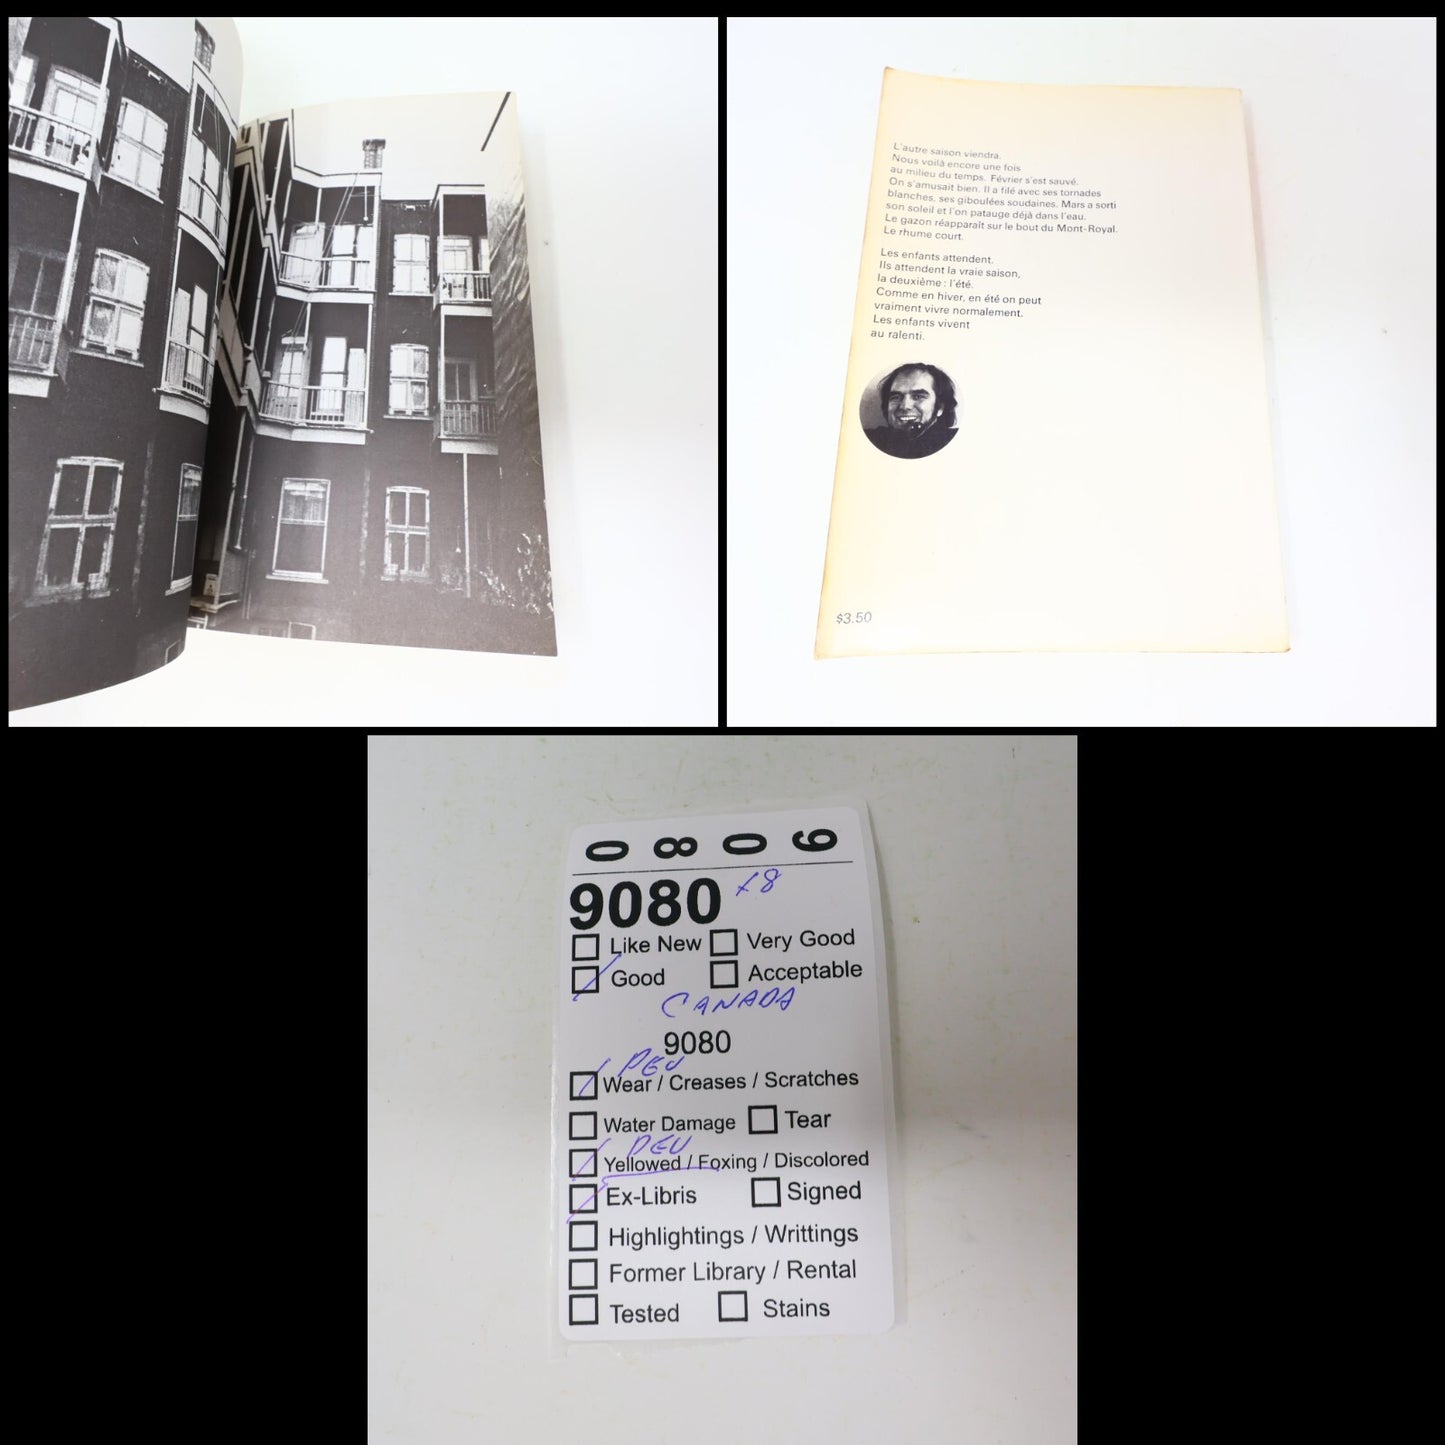 L'autre saison viendra.
Nous voilà encore une fois
au milieu du temps. Février s'est sauvé.
On s'amusait bien. Il a filé avec ses tornades
blanches, ses giboulées soudaines. Mars a sorti
son soleil et l'on patauge déjà dans l'eau.
Le gazon réapparaît sur le bout du Mont-Royal.
Le rhume court.
Les enfants attendent.
Ils attendent la vraie saison,
la deuxième : l'été.
Comme en hiver, en été on peut
vraiment vivre normalement.
Les enfants vivent
au ralenti.
$3.50
9080
9080 +8
Like New Very Good
Good Acceptable
CANADA
9080
PEU
Wear / Creases / Scratches
Water Damage Tear
PEU
Yellowed / Foxing / Discolored
Ex-Libris Signed
Highlightings / Writtings
Former Library / Rental
Tested Stains